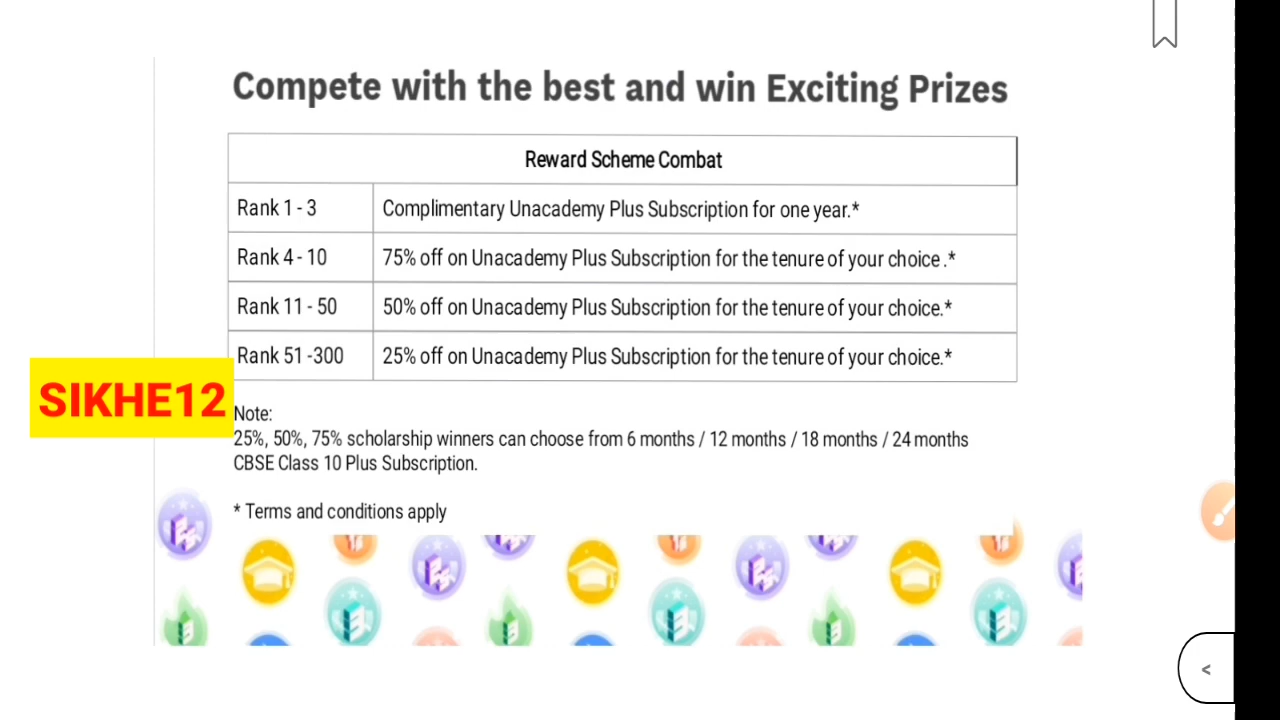 Compete with the best and win Exciting Prizes
Reward Scheme Combat
Rank 1 - 3 Complimentary Unacademy Plus Subscription for one year.*
Rank 4 - 10 75% off on Unacademy Plus Subscription for the tenure of your choice .*
Rank 11 - 50 50% off on Unacademy Plus Subscription for the tenure of your choice.*
Rank 51 -300 25% off on Unacademy Plus Subscription for the tenure of your choice.*
SIKHE12
Note:
25%, 50%, 75% scholarship winners can choose from 6 months / 12 months / 18 months / 24 months
CBSE Class 10 Plus Subscription.
* Terms and conditions apply
<